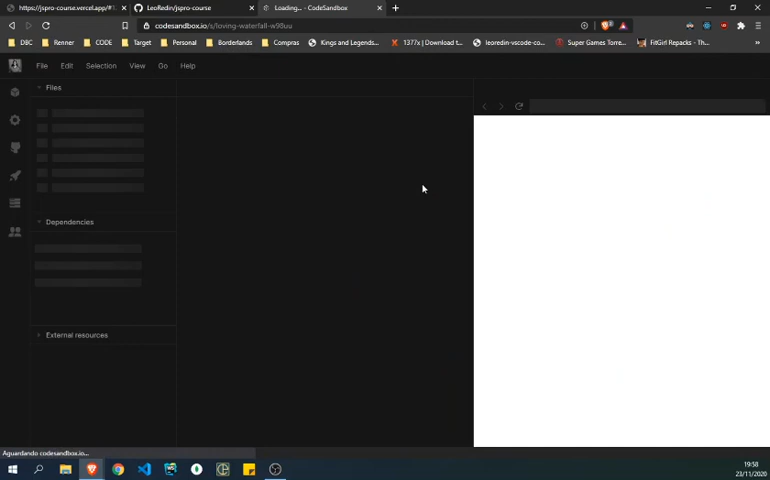 https://jspro-course.vercel.app/#1
LeoRedin/jspro-course
Loading... - CodeSandbox
codesandbox.io/s/loving-waterfall-w98uu
DBC
Renner
CODE
Target
Personal
Borderlands
Compras
Kings and Legends...
1377x | Download t...
leoredin-vscode-co...
Super Games Torred...
FitGirl Repacks - Th...
File Edit Selection View Go Help
Files
Dependencies
External resources
Aguardando codesandbox.io...
19:58
23/11/2020